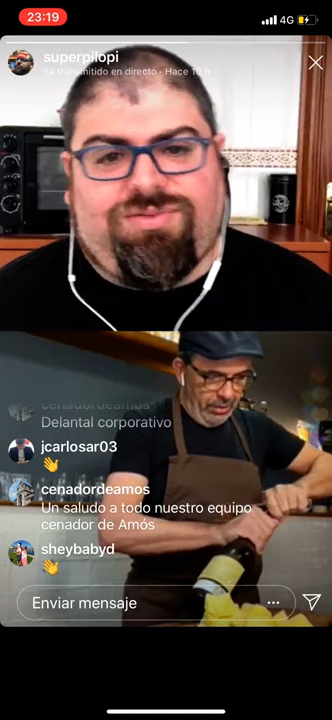 23:19
4G
superpilopi
ha transmitido en directo · Hace 10 h
cenadordeamos
Delantal corporativo
jcarlosar03
👋
cenadordeamos
Un saludo a todo nuestro equipo
cenador de Amós
sheybabyd
👋
Enviar mensaje